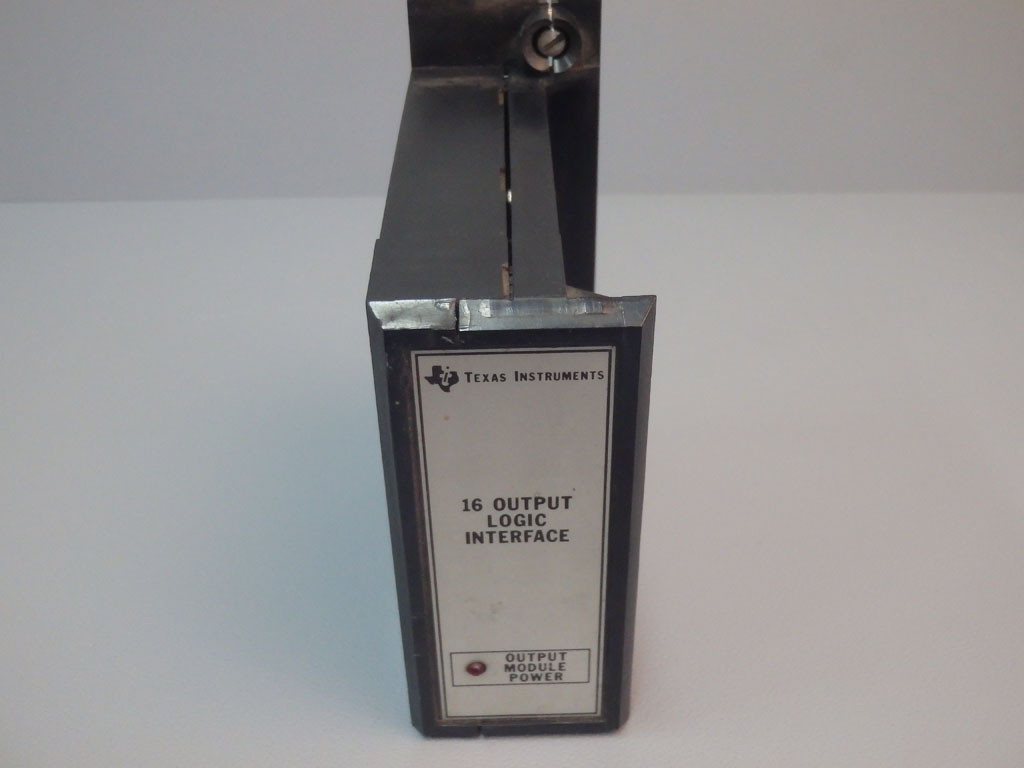 TEXAS INSTRUMENTS
16 OUTPUT
LOGIC
INTERFACE
OUTPUT
MODULE
POWER